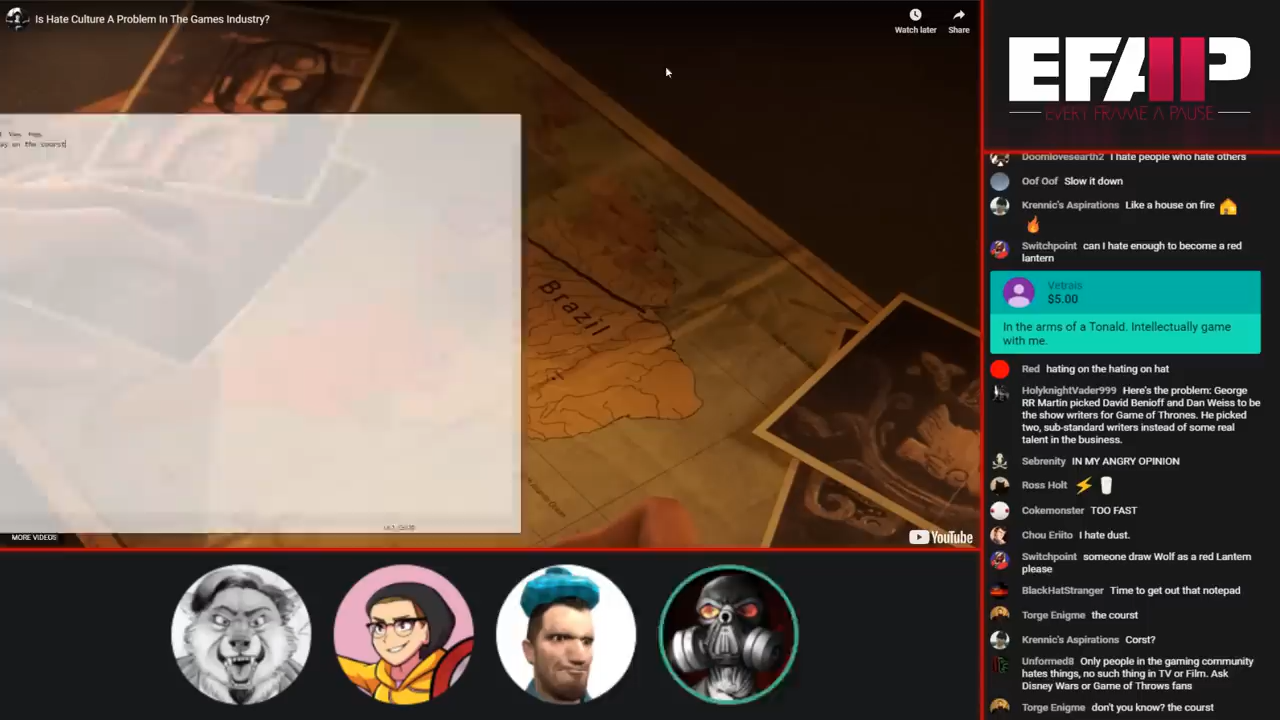 Is Hate Culture A Problem In The Games Industry?
Watch later
Share
ay on the courst
Brazil
MORE VIDEOS
YouTube
EFAP
EVERY FRAME A PAUSE
Doomlovesearth2 I hate people who hate others
Oof Oof Slow it down
Krennic's Aspirations Like a house on fire
Switchpoint can I hate enough to become a red
lantern
Vetrais
$5.00
In the arms of a Tonald. Intellectually game
with me.
Red hating on the hating on hat
HolyknightVader999 Here's the problem: George
RR Martin picked David Benioff and Dan Weiss to be
the show writers for Game of Thrones. He picked
two, sub-standard writers instead of some real
talent in the business.
Sebrenity IN MY ANGRY OPINION
Ross Holt
Cokemonster TOO FAST
Chou Eriito I hate dust.
Switchpoint someone draw Wolf as a red Lantern
please
BlackHatStranger Time to get out that notepad
Torge Enigme the courst
Krennic's Aspirations Corst?
Unformed8 Only people in the gaming community
hates things, no such thing in TV or Film. Ask
Disney Wars or Game of Throws fans
Torge Enigme don't you know? the courst